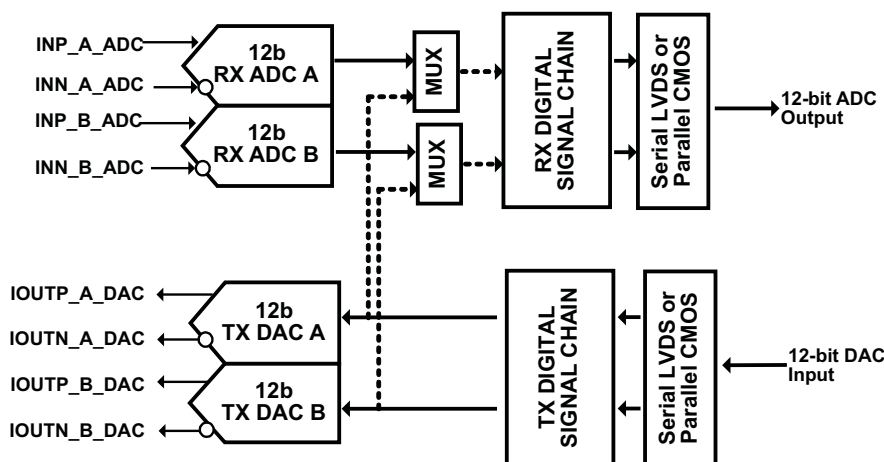 INP_A_ADC
INN_A_ADC
INP_B_ADC
INN_B_ADC
12b
RX ADC A
12b
RX ADC B
MUX
MUX
RX DIGITAL
SIGNAL CHAIN
Serial LVDS or
Parallel CMOS
12-bit ADC
Output
IOUTP_A_DAC
IOUTN_A_DAC
IOUTP_B_DAC
IOUTN_B_DAC
12b
TX DAC A
12b
TX DAC B
TX DIGITAL
SIGNAL CHAIN
Serial LVDS or
Parallel CMOS
12-bit DAC
Input